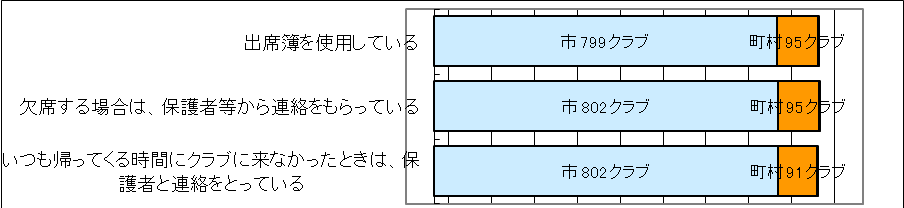 出席簿を使用している
市799クラブ
町村95クラブ
欠席する場合は、保護者等から連絡をもらっている
市802クラブ
町村95クラブ
いつも帰ってくる時間にクラブに来なかったときは、保
護者と連絡をとっている
市802クラブ
町村91クラブ